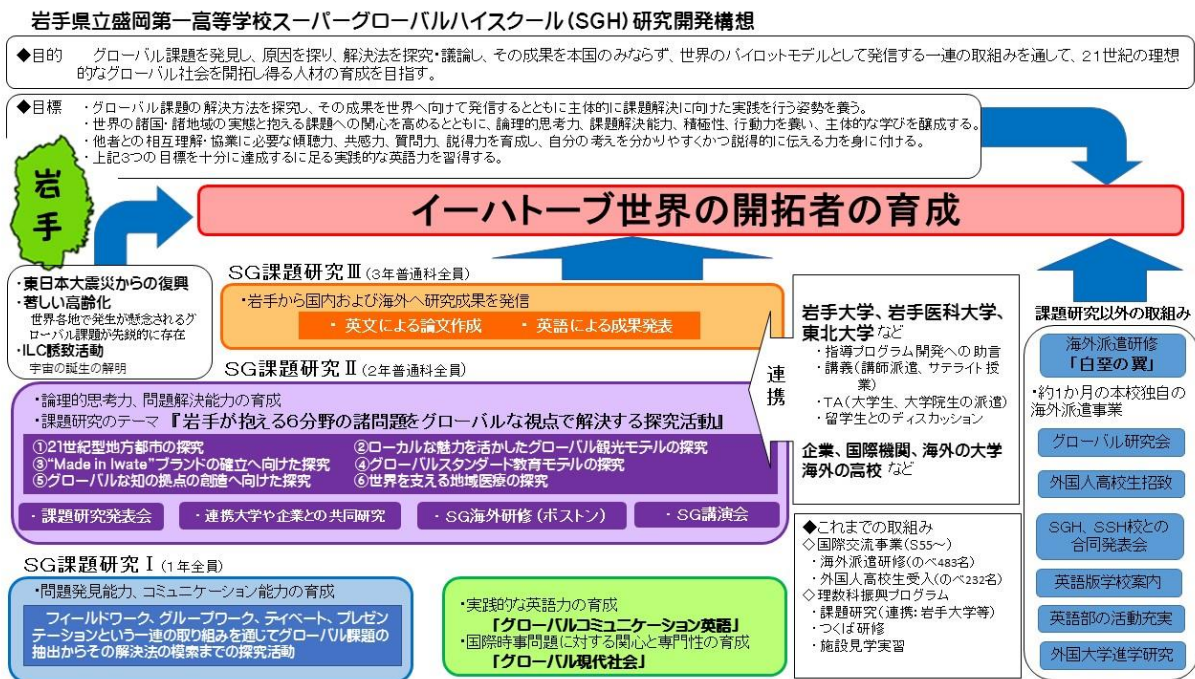 岩手県立盛岡第一高等学校スーパーグローバルハイスクール(SGH)研究開発構想
◆目的　グローバル課題を発見し、原因を探り、解決法を探究・議論し、その成果を本国のみならず、世界のパイロットモデルとして発信する一連の取組みを通して、21世紀の理想
的なグローバル社会を開拓し得る人材の育成を目指す。
◆目標　・グローバル課題の解決方法を探究し、その成果を世界へ向けて発信するとともに主体的に課題解決に向けた実践を行う姿勢を養う。
・世界の諸国・諸地域の実態と抱える課題への関心を高めるとともに、論理的思考力、課題解決能力、積極性、行動力を養い、主体的な学びを醸成する。
・他者との相互理解・協業に必要な傾聴力、共感力、質問力、説得力を育成し、自分の考えを分かりやすくかつ説得的に伝える力を身に付ける。
・上記3つの目標を十分に達成するに足る実践的な英語力を習得する。
岩手
イーハトーブ世界の開拓者の育成
・東日本大震災からの復興
・著しい高齢化
世界各地で発生が懸念されるグ
ローバル課題が先鋭的に存在
・ILC誘致活動
宇宙の誕生の解明
SG課題研究Ⅲ(3年普通科全員)
・岩手から国内および海外へ研究成果を発信
・英文による論文作成　・英語による成果発表
SG課題研究Ⅱ(2年普通科全員)
・論理的思考力、問題解決能力の育成
・課題研究のテーマ『岩手が抱える6分野の諸問題をグローバルな視点で解決する探究活動』
①21世紀型地方都市の探究　②ローカルな魅力を活かしたグローバル観光モデルの探究
③“Made in Iwate”ブランドの確立へ向けた探究　④グローバルスタンダード教育モデルの探究
⑤グローバルな知の拠点の創造へ向けた探究　⑥世界を支える地域医療の探究
・課題研究発表会　・連携大学や企業との共同研究　・SG海外研修(ボストン)　・SG講演会
SG課題研究Ⅰ(1年全員)
・問題発見能力、コミュニケーション能力の育成
フィールドワーク、グループワーク、ディベート、プレゼン
テーションという一連の取り組みを通じてグローバル課題の
抽出からその解決法の模索までの探究活動
・実践的な英語力の育成
「グローバルコミュニケーション英語」
・国際時事問題に対する関心と専門性の育成
「グローバル現代社会」
連携
岩手大学、岩手医科大学、
東北大学など
・指導プログラム開発への助言
・講義(講師派遣、サテライト授
業)
・TA(大学生、大学院生の派遣)
・留学生とのディスカッション
企業、国際機関、海外の大学
海外の高校など
◆これまでの取組み
◇国際交流事業(S55～)
・海外派遣研修(のべ483名)
・外国人高校生受入(のべ232名)
◇理数科振興プログラム
・課題研究(連携:岩手大学等)
・つくば研修
・施設見学実習
課題研究以外の取組み
海外派遣研修
「白堊の翼」
・約1か月の本校独自の
海外派遣事業
グローバル研究会
外国人高校生招致
SGH、SSH校との
合同発表会
英語版学校案内
英語部の活動充実
外国大学進学研究